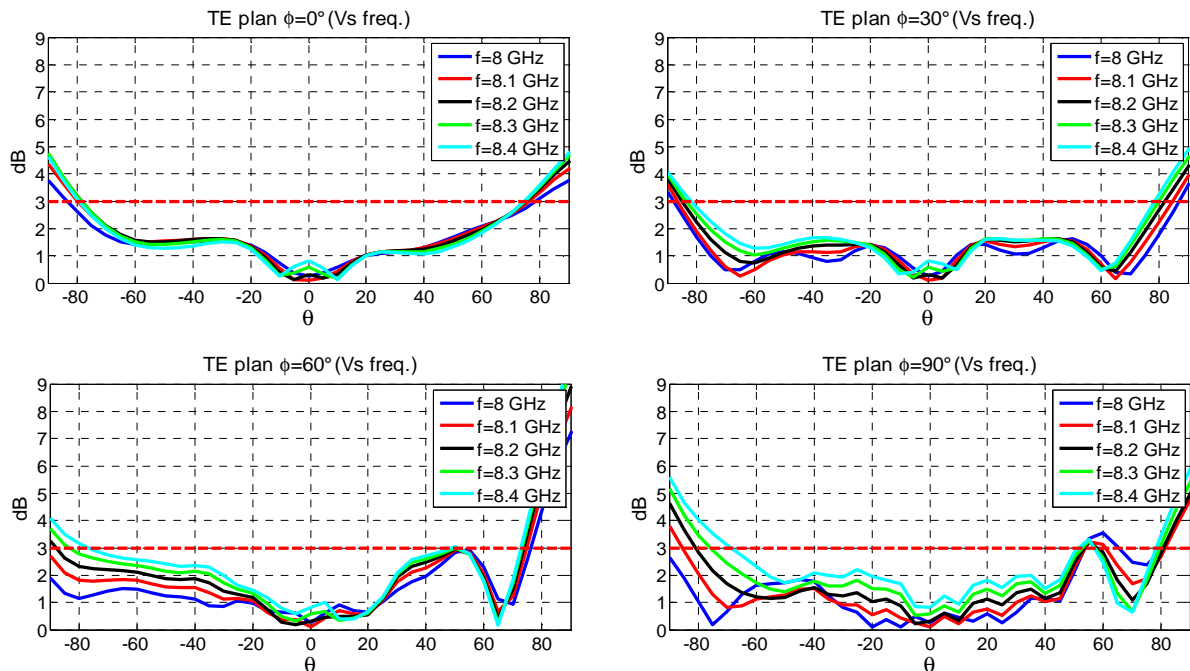 TE plan ϕ=0° (Vs freq.)
9
8
7
6
5
4
3
2
1
0
dB
-80 -60 -40 -20 0 20 40 60 80
θ
f=8 GHz
f=8.1 GHz
f=8.2 GHz
f=8.3 GHz
f=8.4 GHz
TE plan ϕ=30° (Vs freq.)
9
8
7
6
5
4
3
2
1
0
dB
-80 -60 -40 -20 0 20 40 60 80
θ
f=8 GHz
f=8.1 GHz
f=8.2 GHz
f=8.3 GHz
f=8.4 GHz
TE plan ϕ=60° (Vs freq.)
9
8
7
6
5
4
3
2
1
0
dB
-80 -60 -40 -20 0 20 40 60 80
θ
f=8 GHz
f=8.1 GHz
f=8.2 GHz
f=8.3 GHz
f=8.4 GHz
TE plan ϕ=90° (Vs freq.)
9
8
7
6
5
4
3
2
1
0
dB
-80 -60 -40 -20 0 20 40 60 80
θ
f=8 GHz
f=8.1 GHz
f=8.2 GHz
f=8.3 GHz
f=8.4 GHz